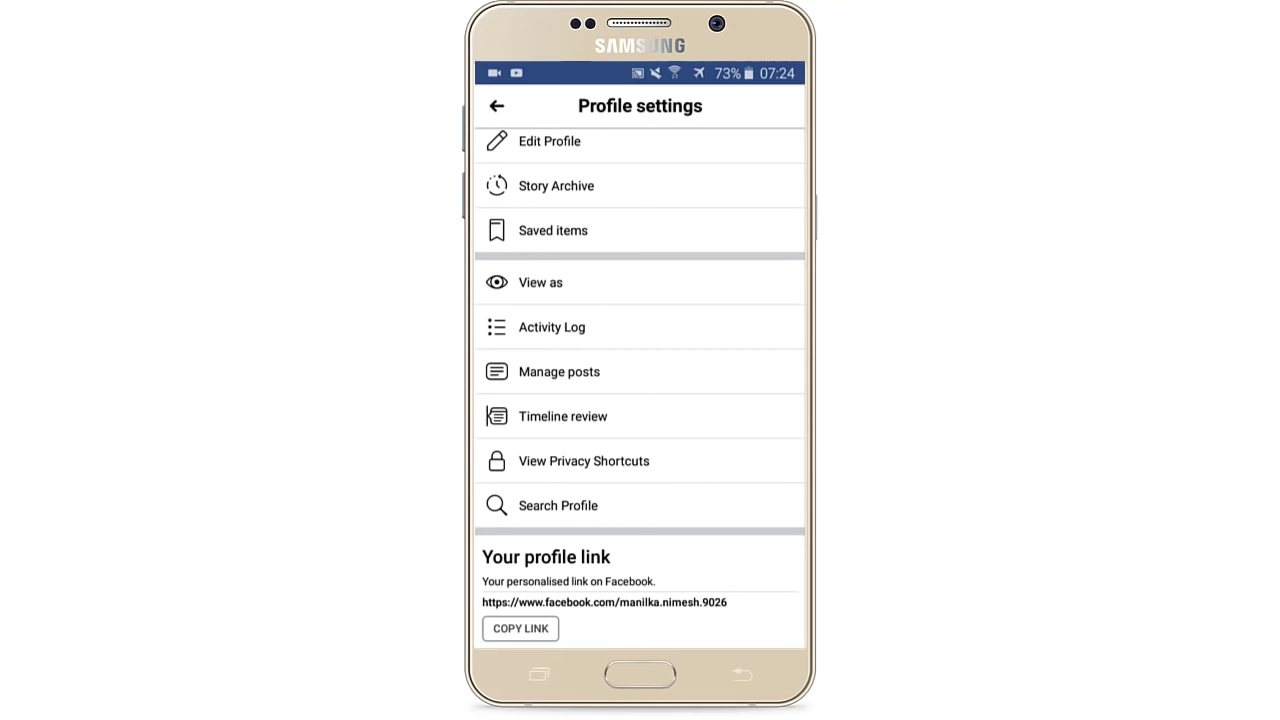 SAMSUNG
73% 07:24
Profile settings
Edit Profile
Story Archive
Saved items
View as
Activity Log
Manage posts
Timeline review
View Privacy Shortcuts
Search Profile
Your profile link
Your personalised link on Facebook.
https://www.facebook.com/manilka.nimesh.9026
COPY LINK